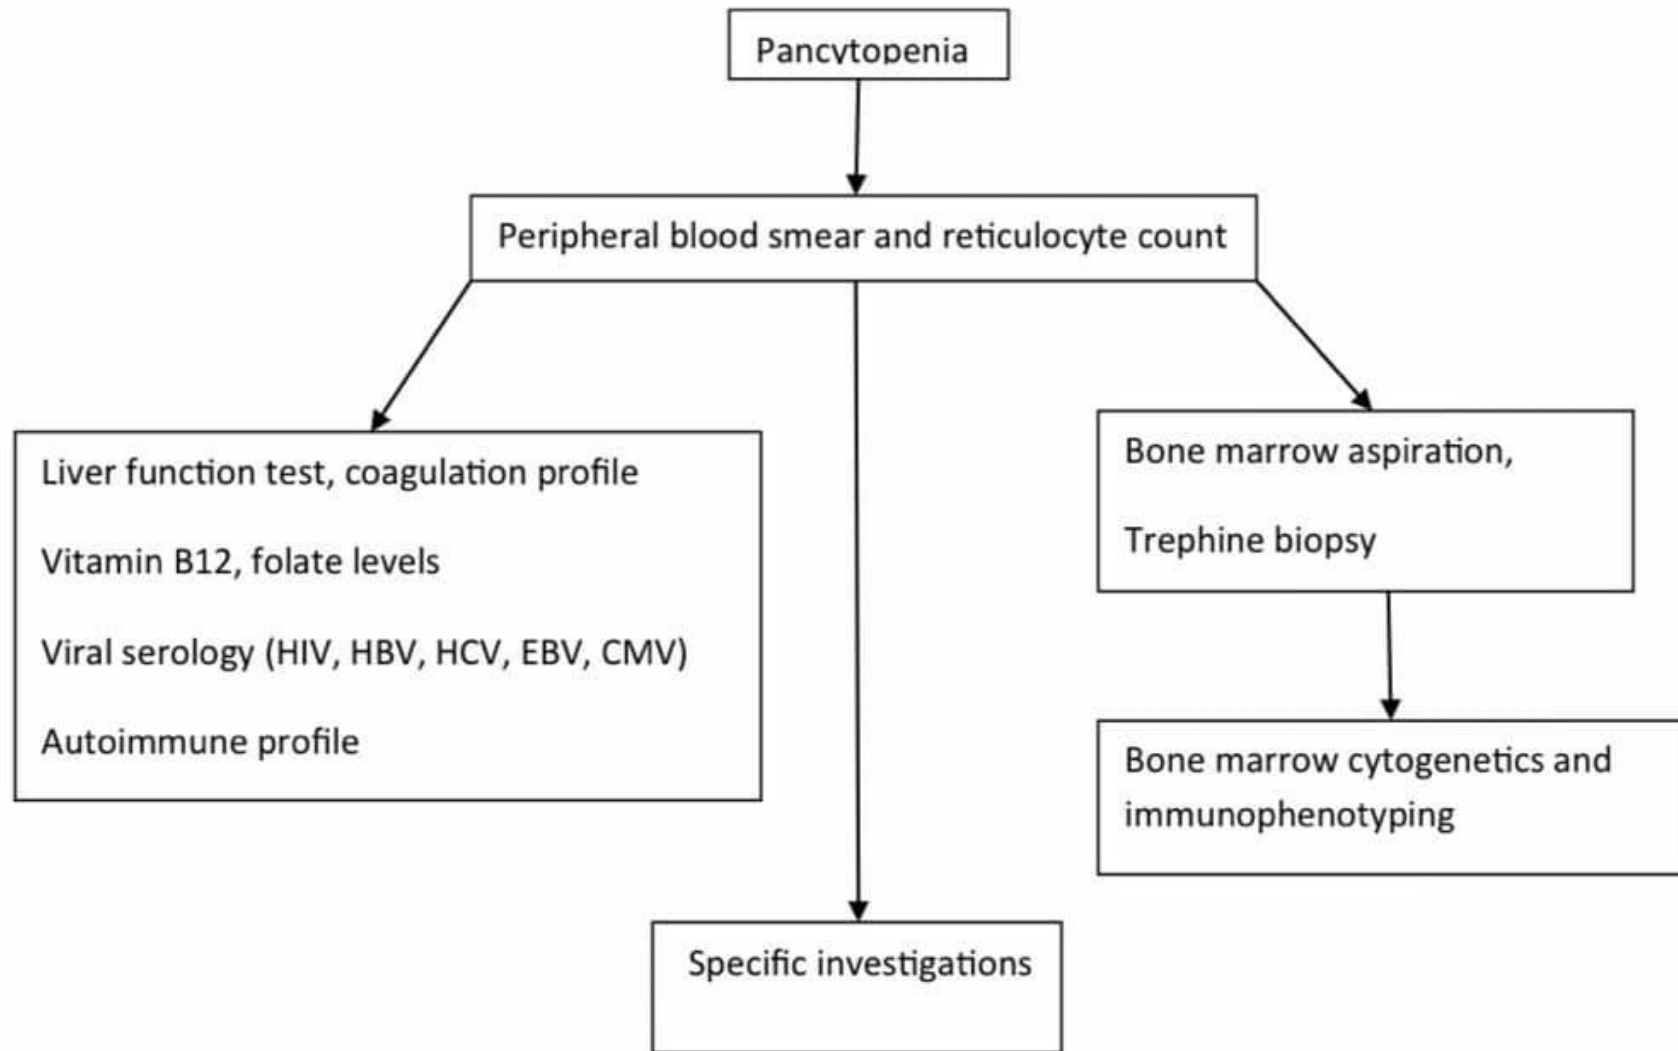 Pancytopenia
Peripheral blood smear and reticulocyte count
Liver function test, coagulation profile
Vitamin B12, folate levels
Viral serology (HIV, HBV, HCV, EBV, CMV)
Autoimmune profile
Bone marrow aspiration,
Trephine biopsy
Bone marrow cytogenetics and
immunophenotyping
Specific investigations